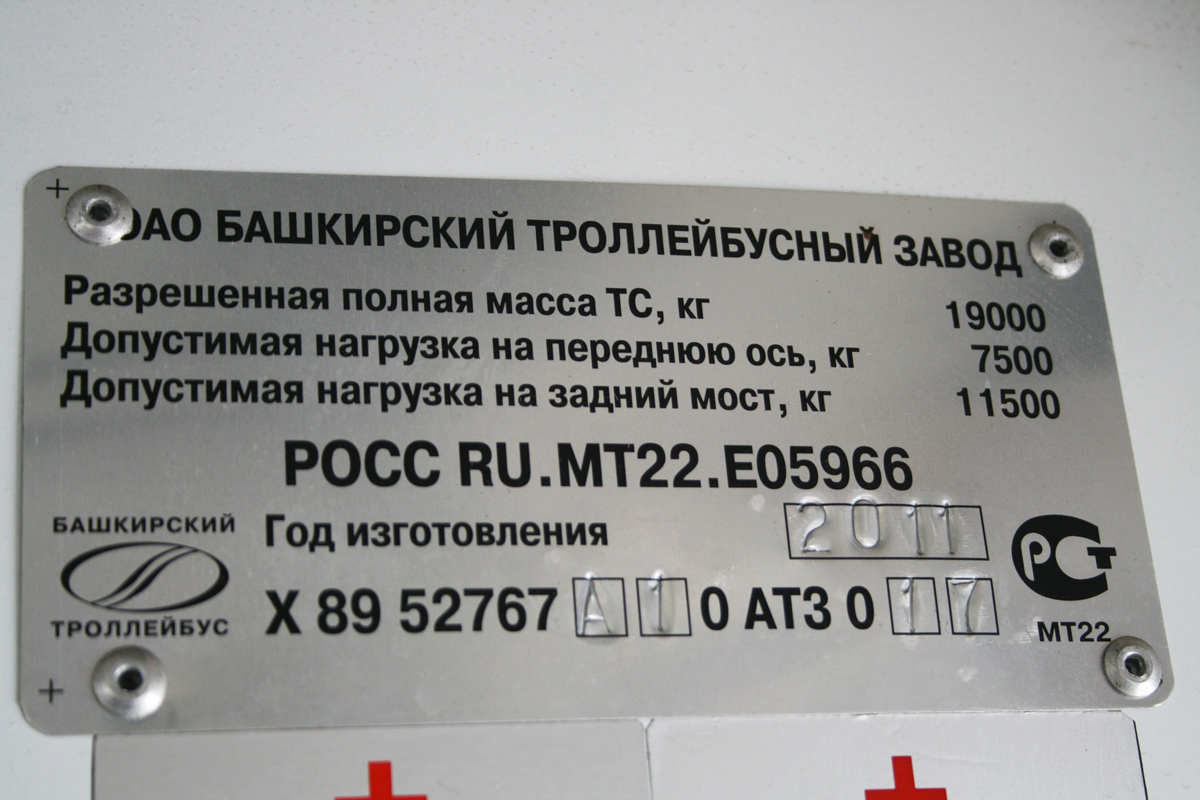 ОАО БАШКИРСКИЙ ТРОЛЛЕЙБУСНЫЙ ЗАВОД
Разрешенная полная масса ТС, кг 19000
Допустимая нагрузка на переднюю ось, кг 7500
Допустимая нагрузка на задний мост, кг 11500
РОСС RU.МТ22.Е05966
БАШКИРСКИЙ
ТРОЛЛЕЙБУС
Год изготовления 2011
X 89 52767 A 1 0 AT3 0 1 7
РСТ
МТ22